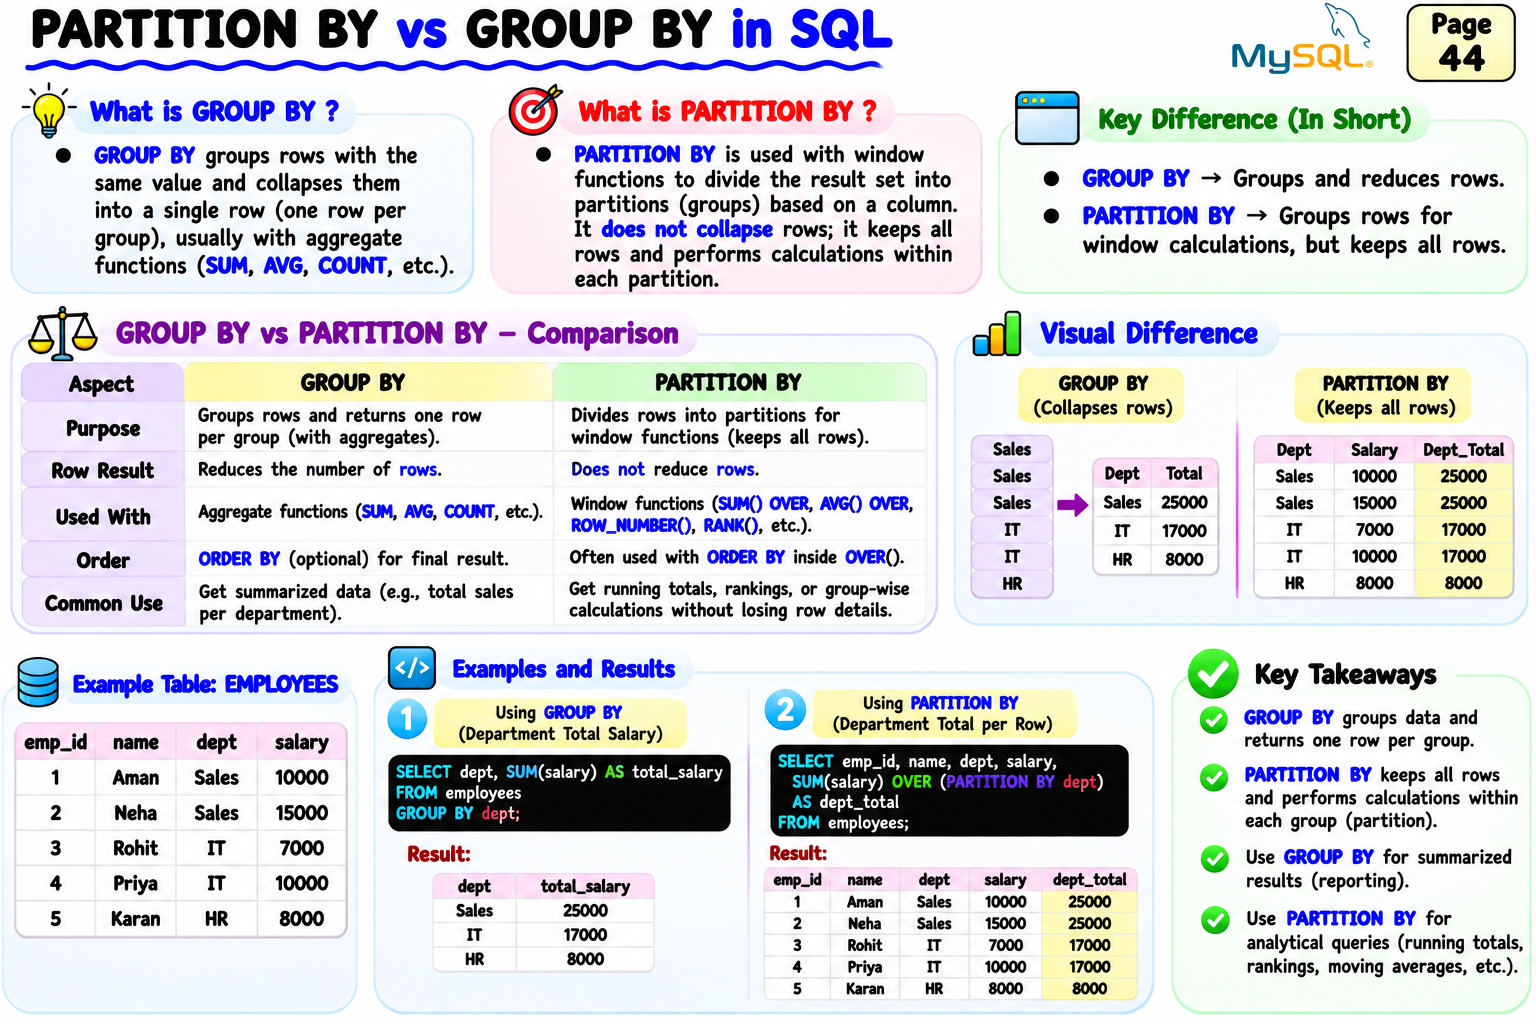 PARTITION BY vs GROUP BY in SQL
MySQL®
Page
44
What is GROUP BY ?
● GROUP BY groups rows with the
same value and collapses them
into a single row (one row per
group), usually with aggregate
functions (SUM, AVG, COUNT, etc.).
What is PARTITION BY ?
● PARTITION BY is used with window
functions to divide the result set into
partitions (groups) based on a column.
It does not collapse rows; it keeps all
rows and performs calculations within
each partition.
Key Difference (In Short)
● GROUP BY → Groups and reduces rows.
● PARTITION BY → Groups rows for
window calculations, but keeps all rows.
GROUP BY vs PARTITION BY – Comparison
Aspect GROUP BY PARTITION BY
Purpose
Groups rows and returns one row
per group (with aggregates).
Divides rows into partitions for
window functions (keeps all rows).
Row Result Reduces the number of rows. Does not reduce rows.
Used With
Aggregate functions (SUM, AVG, COUNT, etc.).
Window functions (SUM() OVER, AVG() OVER,
ROW_NUMBER(), RANK(), etc.).
Order ORDER BY (optional) for final result. Often used with ORDER BY inside OVER().
Common Use
Get summarized data (e.g., total sales
per department).
Get running totals, rankings, or group-wise
calculations without losing row details.
Visual Difference
GROUP BY
(Collapses rows)
Sales
Sales
Sales
IT
IT
HR
Dept Total
Sales 25000
IT 17000
HR 8000
PARTITION BY
(Keeps all rows)
Dept Salary Dept_Total
Sales 10000 25000
Sales 15000 25000
IT 7000 17000
IT 10000 17000
HR 8000 8000
Example Table: EMPLOYEES
emp_id name dept salary
1 Aman Sales 10000
2 Neha Sales 15000
3 Rohit IT 7000
4 Priya IT 10000
5 Karan HR 8000
</> Examples and Results
1
Using GROUP BY
(Department Total Salary)
SELECT dept, SUM(salary) AS total_salary
FROM employees
GROUP BY dept;
Result:
dept total_salary
Sales 25000
IT 17000
HR 8000
2
Using PARTITION BY
(Department Total per Row)
SELECT emp_id, name, dept, salary,
SUM(salary) OVER (PARTITION BY dept)
AS dept_total
FROM employees;
Result:
emp_id name dept salary dept_total
1 Aman Sales 10000 25000
2 Neha Sales 15000 25000
3 Rohit IT 7000 17000
4 Priya IT 10000 17000
5 Karan HR 8000 8000
Key Takeaways
GROUP BY groups data and
returns one row per group.
PARTITION BY keeps all rows
and performs calculations within
each group (partition).
Use GROUP BY for summarized
results (reporting).
Use PARTITION BY for
analytical queries (running totals,
rankings, moving averages, etc.).